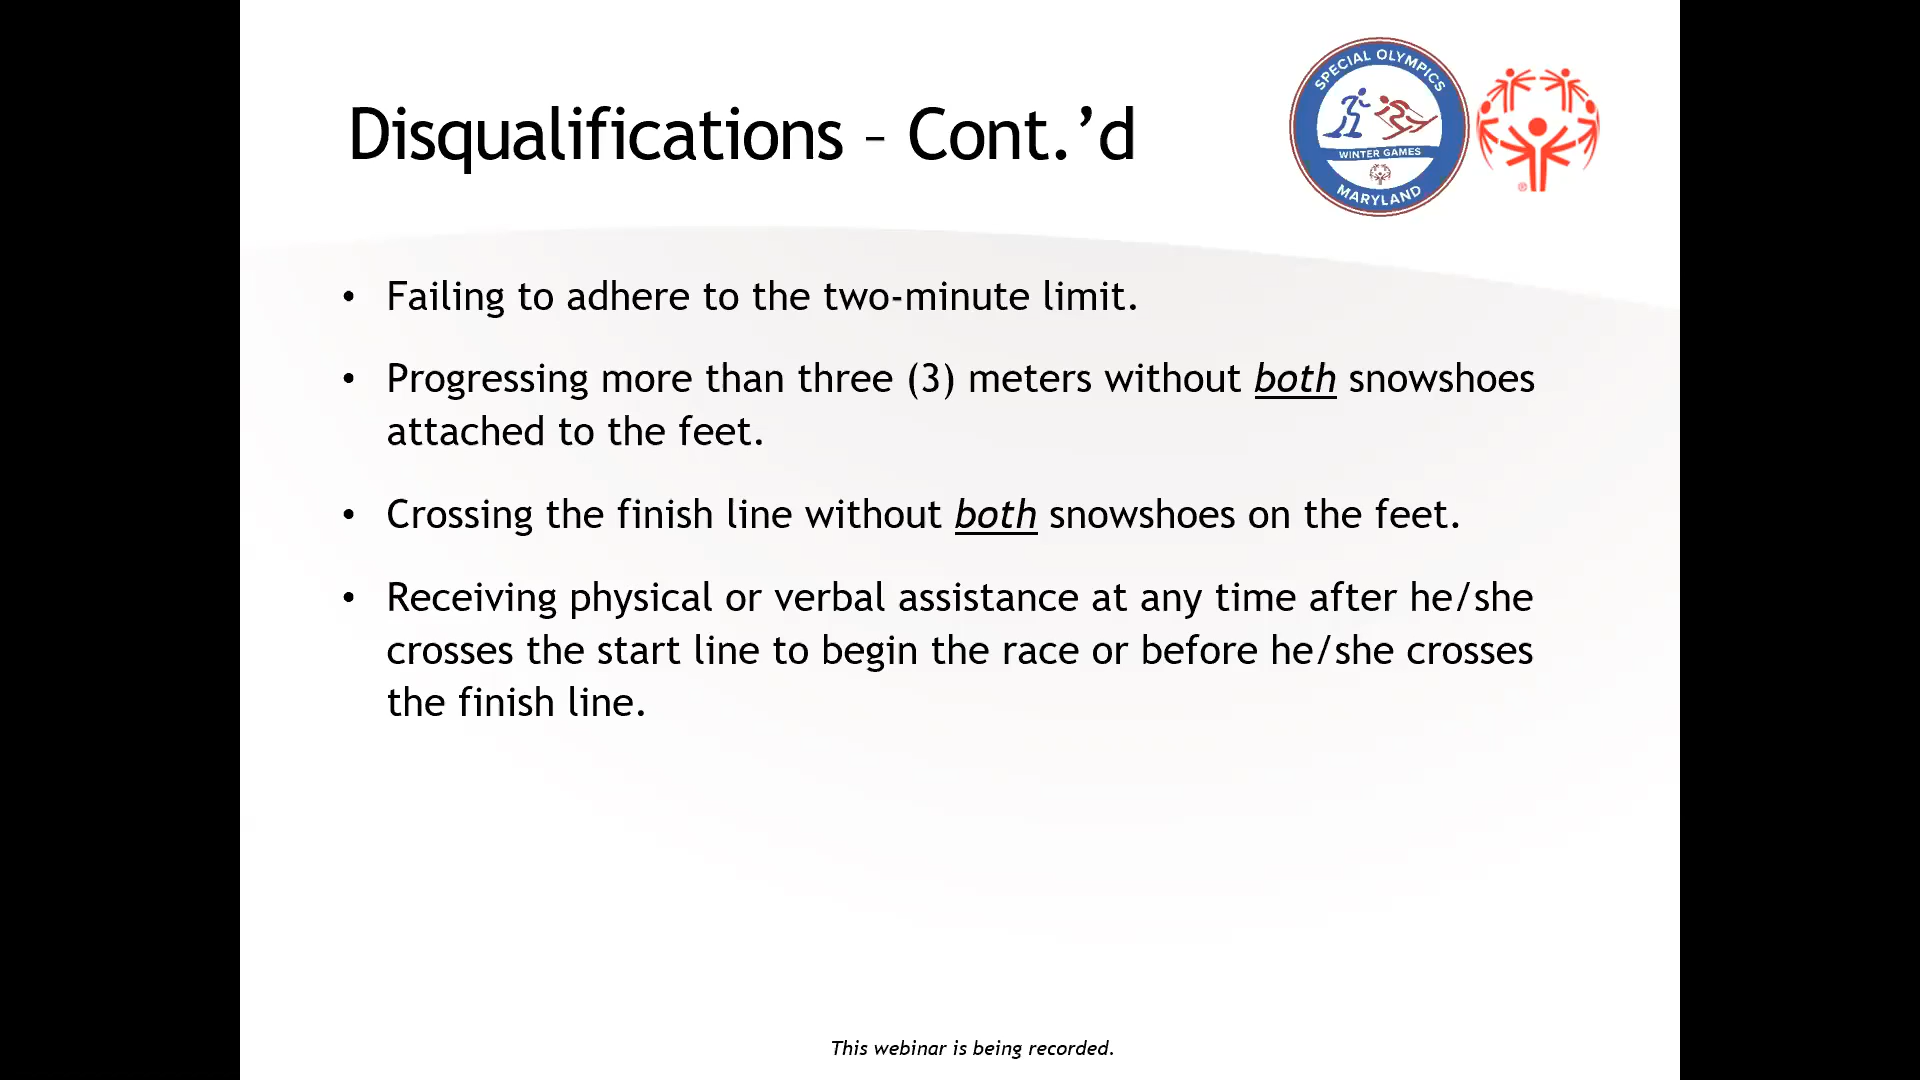 Disqualifications – Cont.’d
SPECIAL OLYMPICS
WINTER GAMES
MARYLAND
®
• Failing to adhere to the two-minute limit.
• Progressing more than three (3) meters without both snowshoes
attached to the feet.
• Crossing the finish line without both snowshoes on the feet.
• Receiving physical or verbal assistance at any time after he/she
crosses the start line to begin the race or before he/she crosses
the finish line.
This webinar is being recorded.